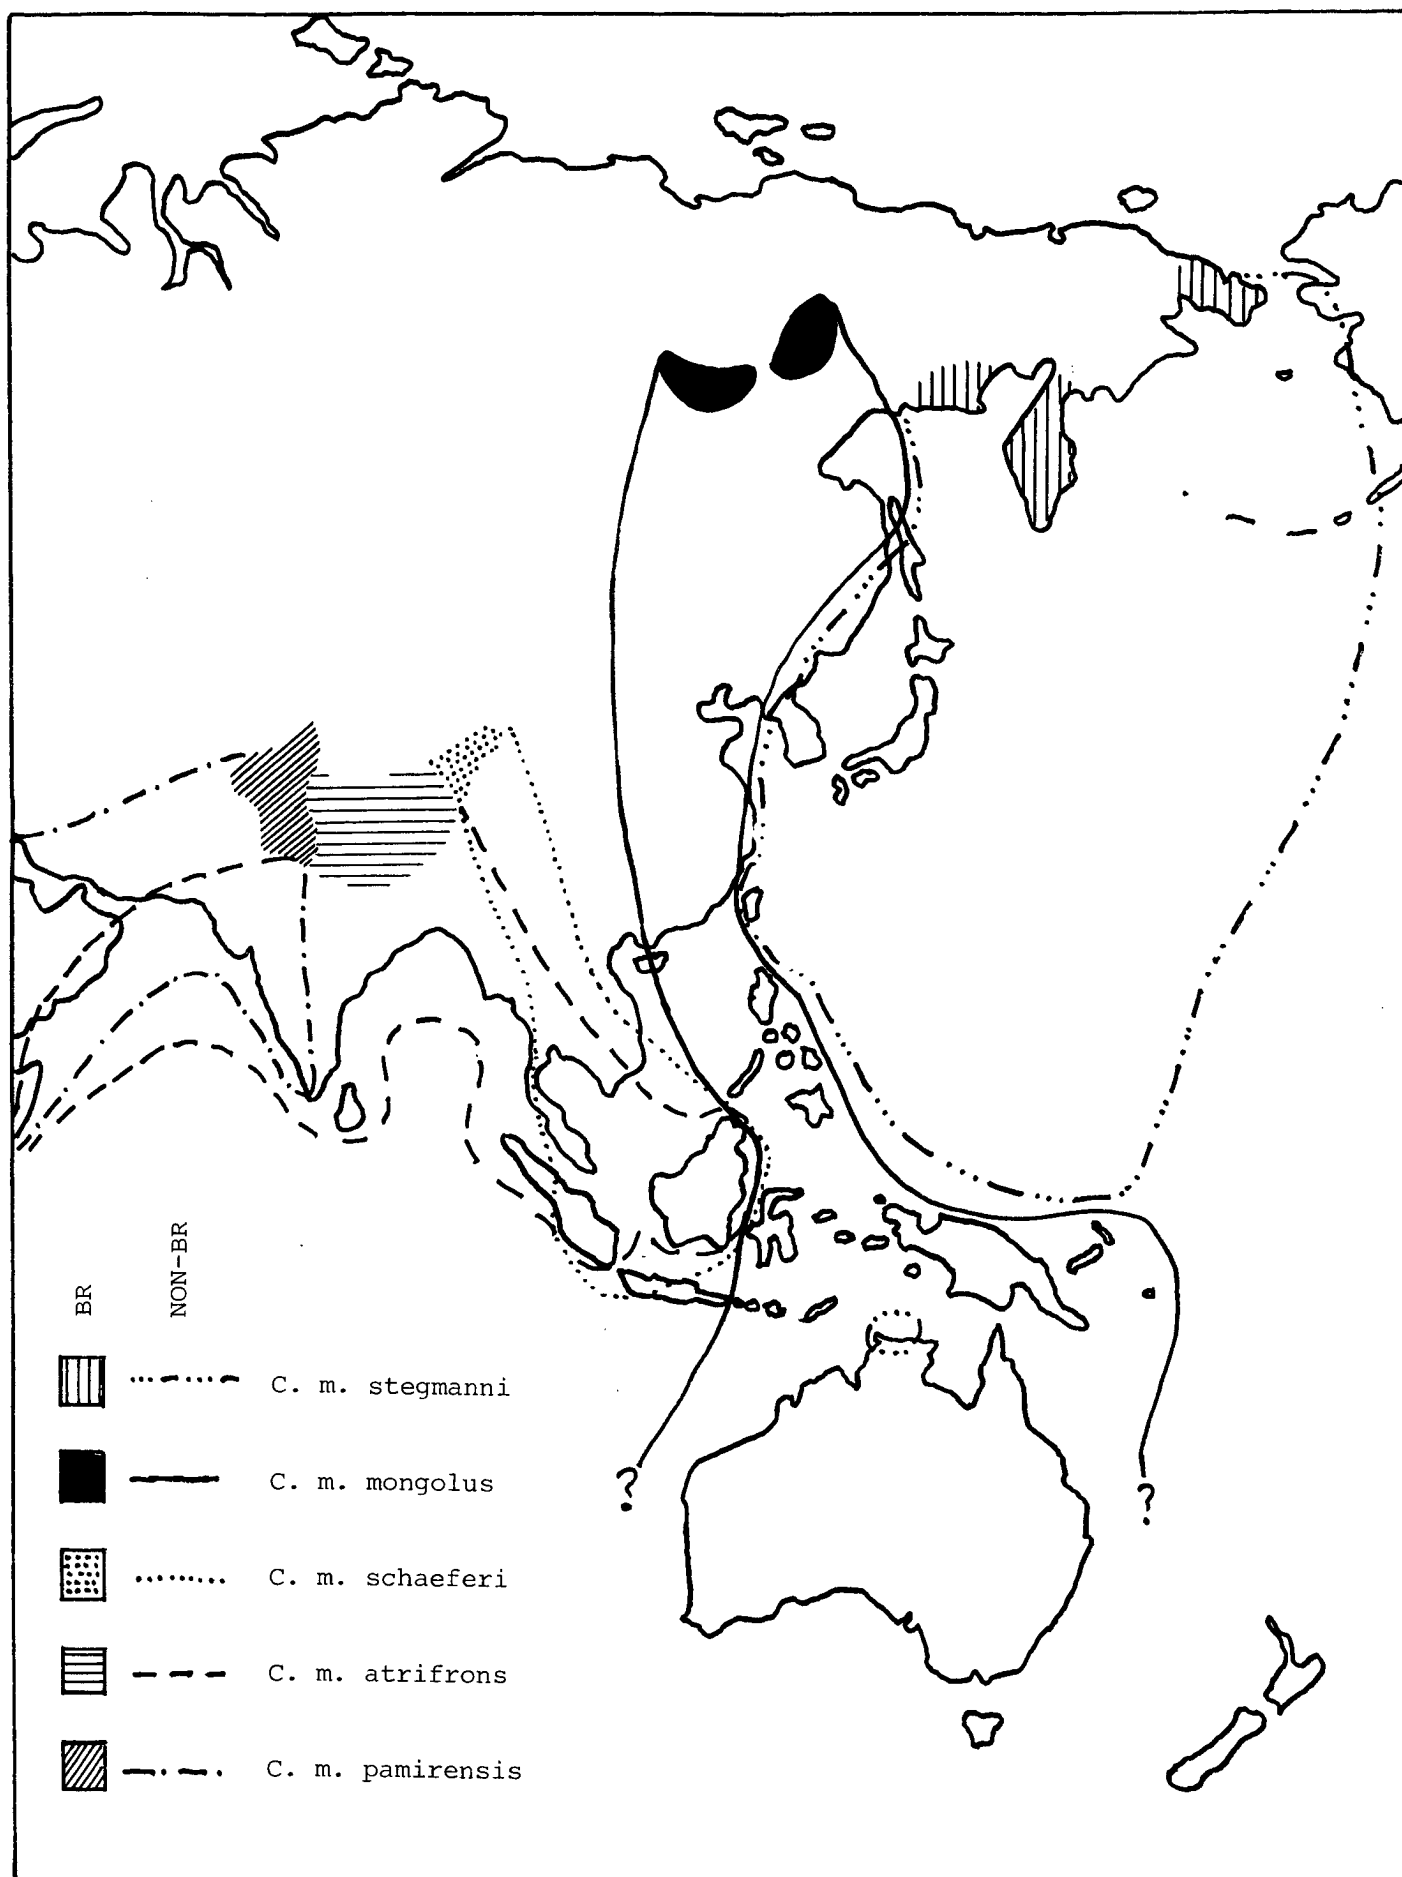 ?
?
BR
NON-BR
C. m. stegmanni
C. m. mongolus
C. m. schaeferi
C. m. atrifrons
C. m. pamirensis